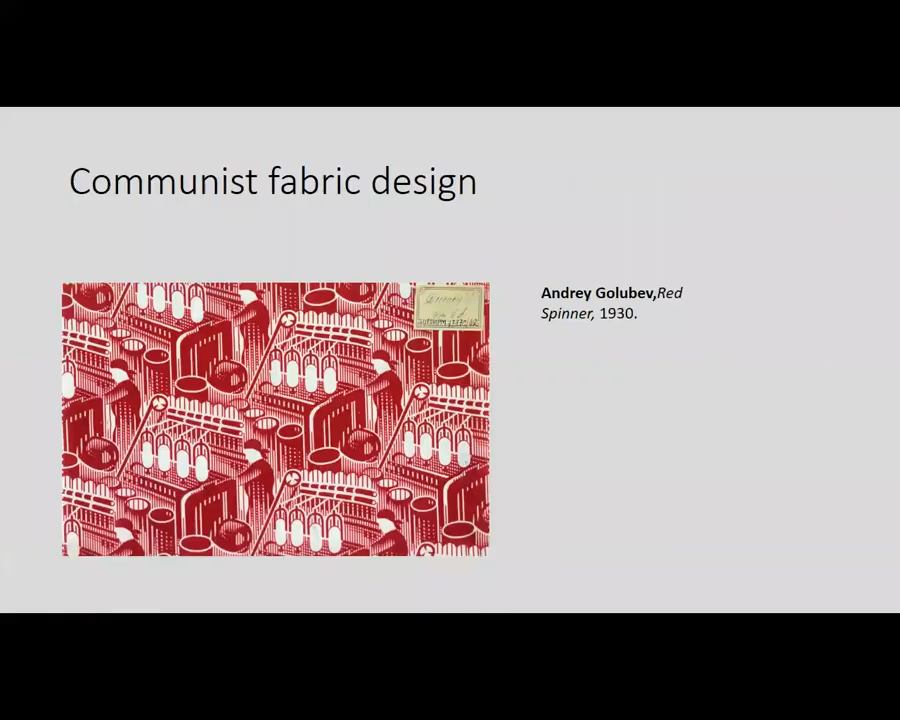 Communist fabric design
Andrey Golubev,Red
Spinner, 1930.